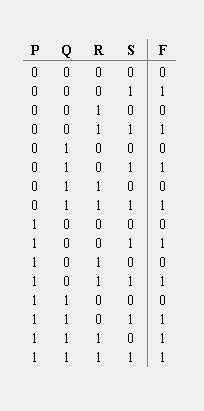 P Q R S F
0 0 0 0 0
0 0 0 1 1
0 0 1 0 0
0 0 1 1 1
0 1 0 0 0
0 1 0 1 1
0 1 1 0 0
0 1 1 1 1
1 0 0 0 0
1 0 0 1 1
1 0 1 0 0
1 0 1 1 1
1 1 0 0 0
1 1 0 1 1
1 1 1 0 1
1 1 1 1 1